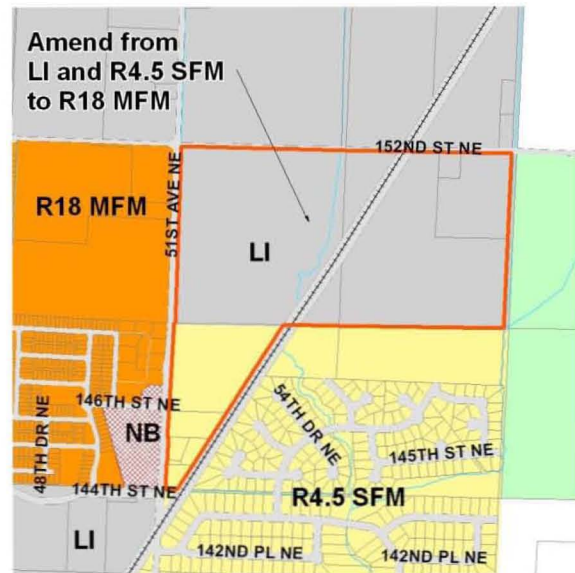 Amend from
LI and R4.5 SFM
to R18 MFM
152ND ST NE
R18 MFM
51ST AVE NE
LI
146TH ST NE
NB
48TH DR NE
54TH DR NE
145TH ST NE
144TH ST NE
R4.5 SFM
LI
142ND PL NE
142ND PL NE